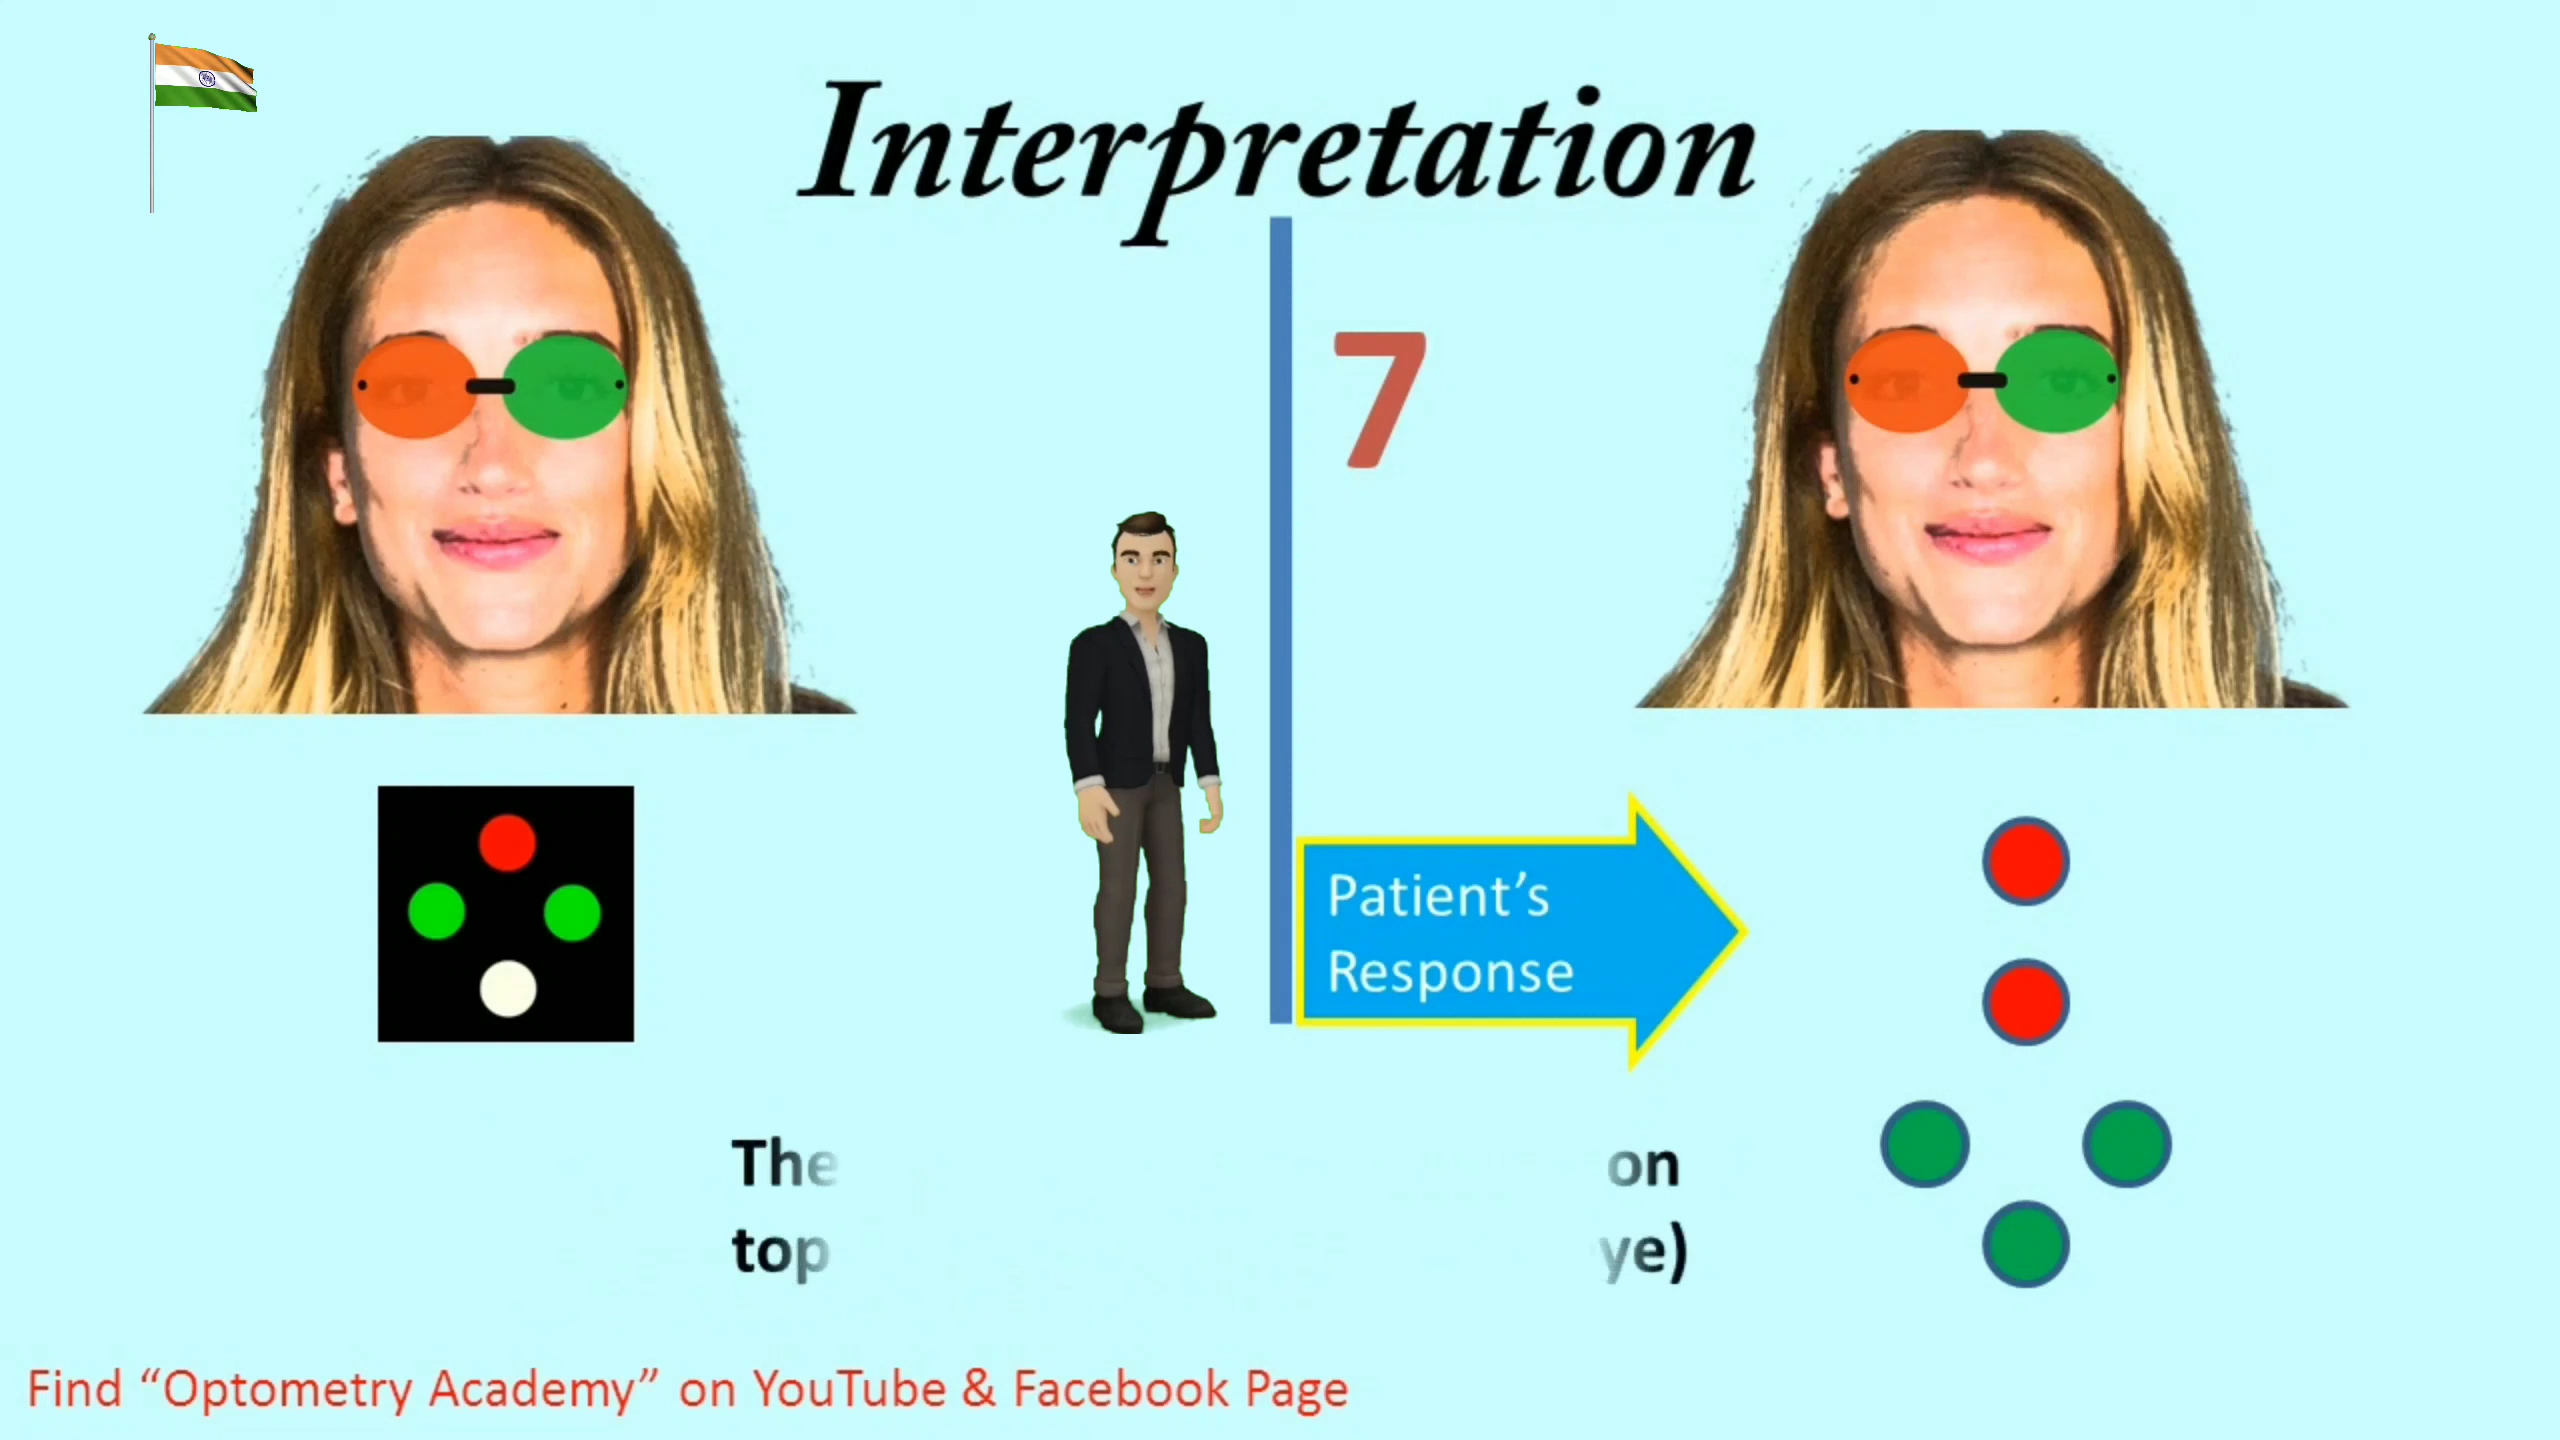 Interpretation
7
Patient’s
Response
The on
top ye)
Find “Optometry Academy” on YouTube & Facebook Page